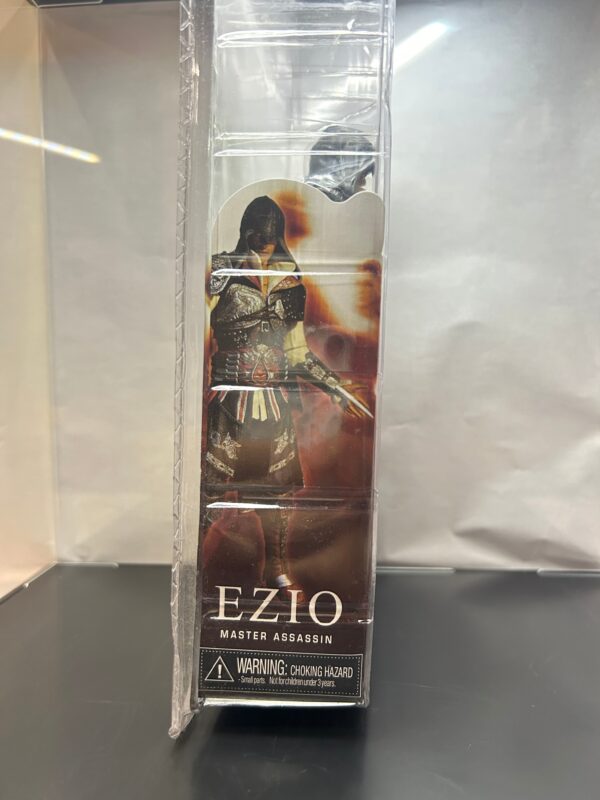 EZIO
MASTER ASSASSIN
WARNING: CHOKING HAZARD
- Small parts. Not for children under 3 years.